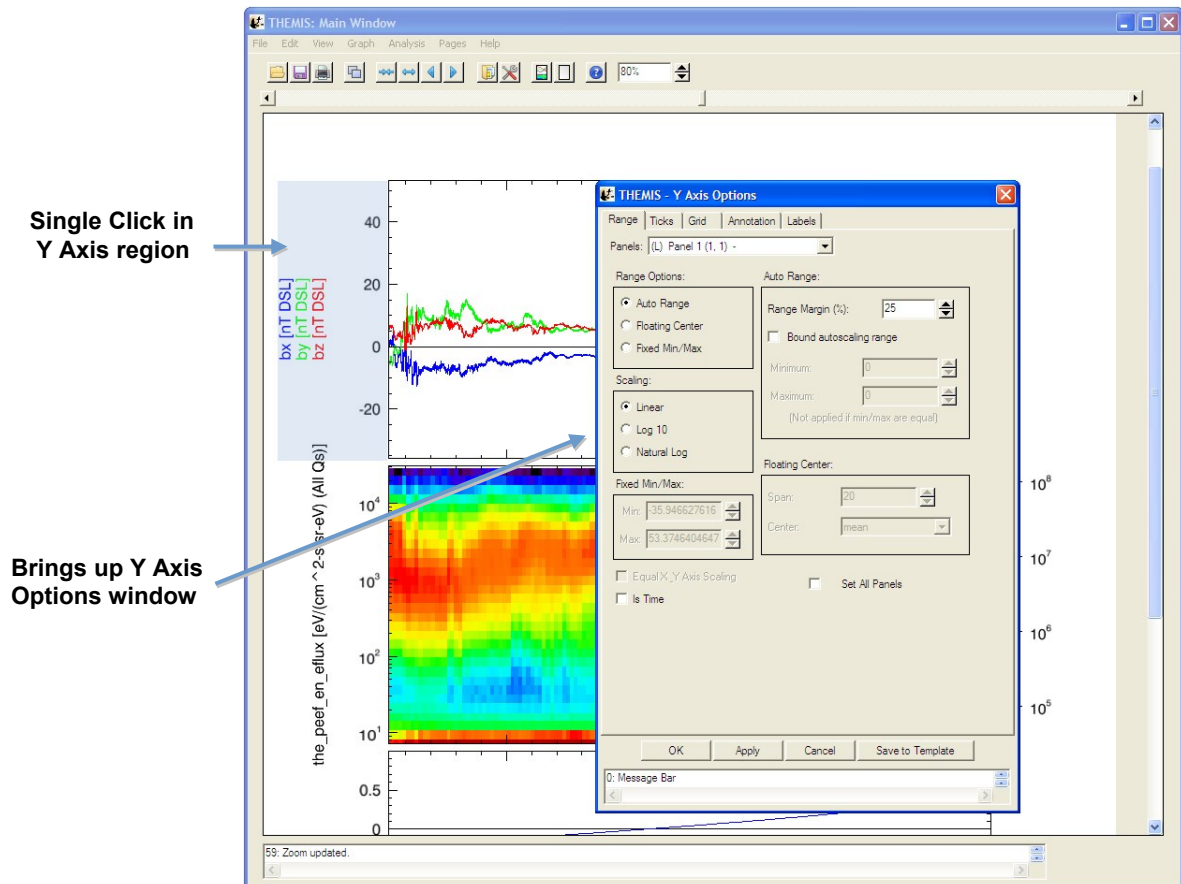 THEMIS: Main Window
File Edit View Graph Analysis Pages Help
80%
Single Click in
Y Axis region
Brings up Y Axis
Options window
40
20
0
-20
bx [nT DSL]
by [nT DSL]
bz [nT DSL]
the_peef_en_eflux [eV/(cm^2-s-sr-eV) (All Qs)]
10^4
10^3
10^2
10^1
0.5
0
10^8
10^7
10^6
10^5
THEMIS - Y Axis Options
Range Ticks Grid Annotation Labels
Panels: (L) Panel 1 (1, 1) -
Range Options:
Auto Range
Floating Center
Fixed Min/Max
Scaling:
Linear
Log 10
Natural Log
Fixed Min/Max:
Min: -35.946627616
Max: 53.3746404647
Equal X_Y Axis Scaling
Is Time
Auto Range:
Range Margin (%): 25
Bound autoscaling range
Minimum: 0
Maximum: 0
(Not applied if min/max are equal)
Floating Center:
Span: 20
Center: mean
Set All Panels
OK Apply Cancel Save to Template
0: Message Bar
59: Zoom updated.